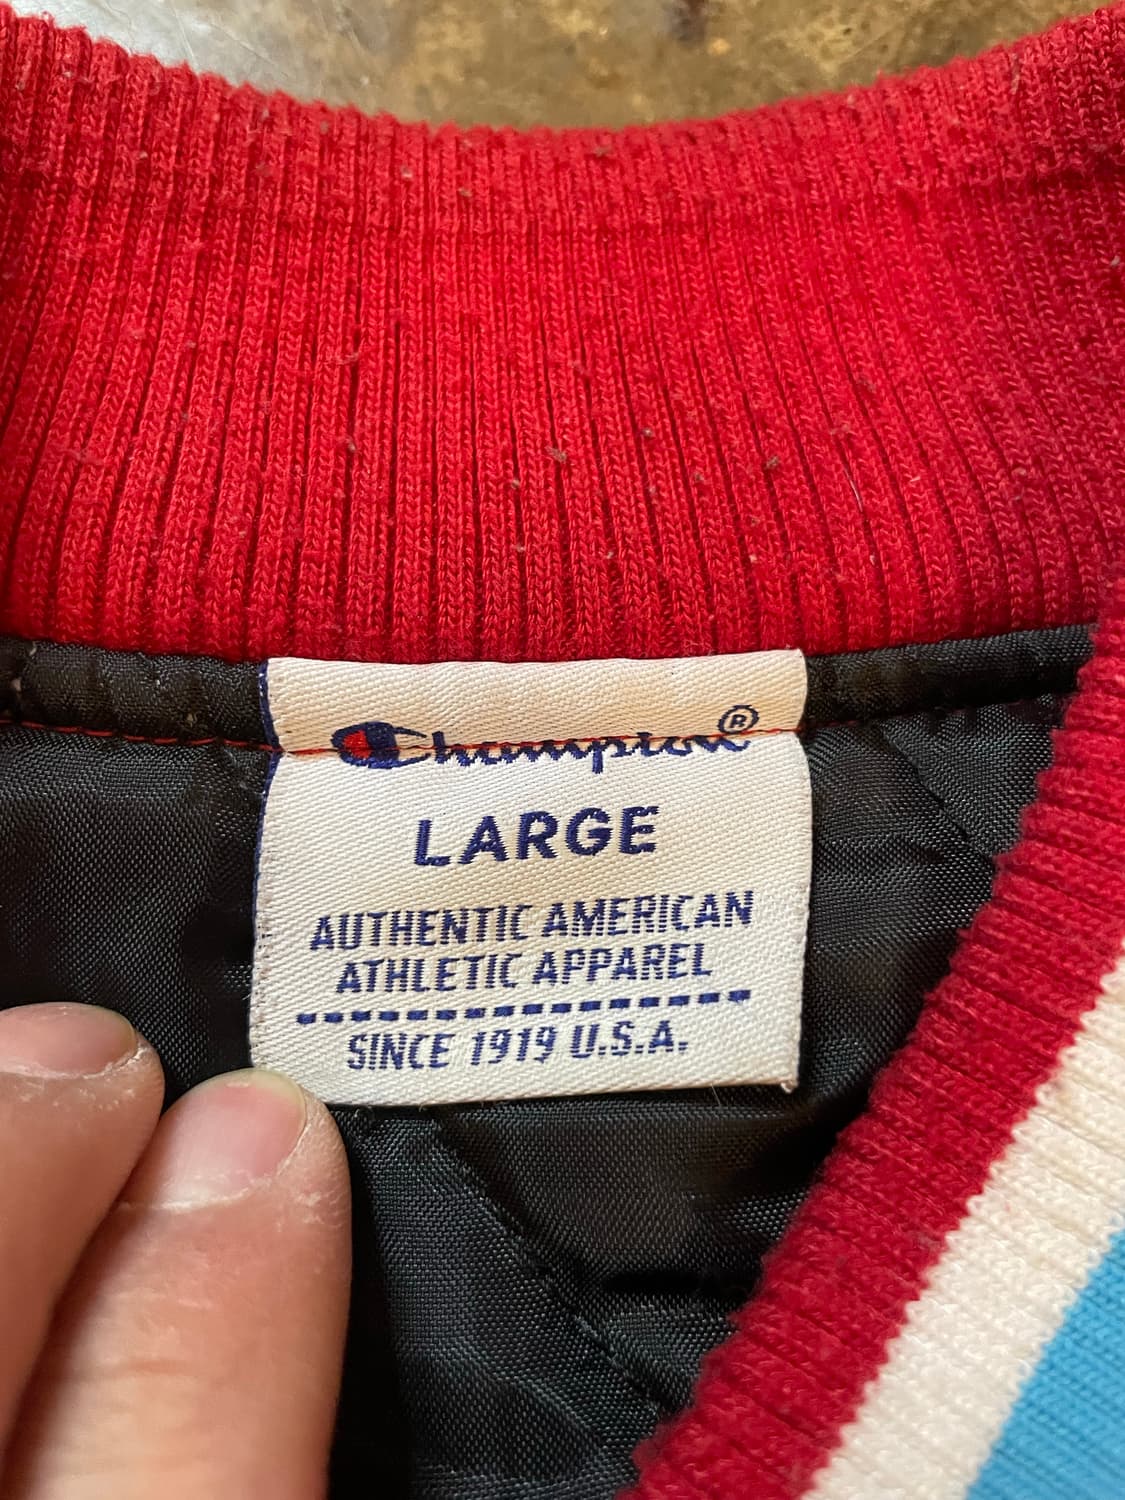 Champion®
LARGE
AUTHENTIC AMERICAN
ATHLETIC APPAREL
SINCE 1919 U.S.A.